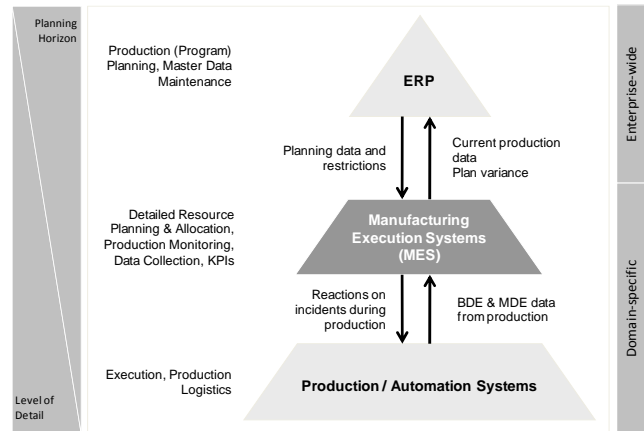 Planning
Horizon
Production (Program)
Planning, Master Data
Maintenance
ERP
Enterprise-wide
Planning data and
restrictions
Current production
data
Plan variance
Detailed Resource
Planning & Allocation,
Production Monitoring,
Data Collection, KPIs
Manufacturing
Execution Systems
(MES)
Domain-specific
Reactions on
incidents during
production
BDE & MDE data
from production
Execution, Production
Logistics
Production / Automation Systems
Level of
Detail